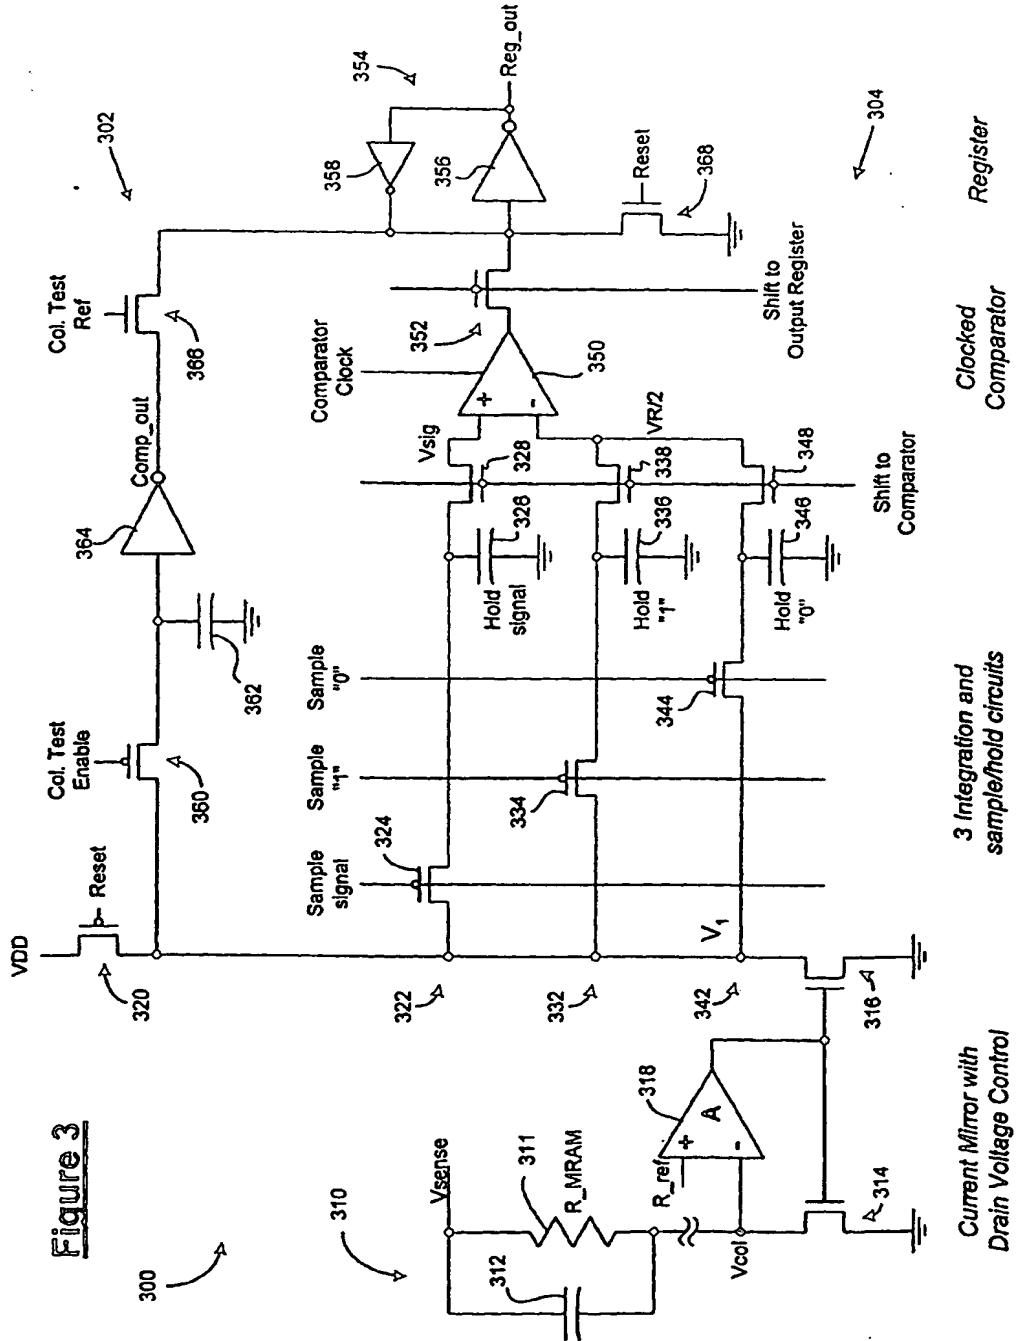 Figure 3
300
302
304
VDD
Reset
320
Col. Test
Enable
360
362
364
Comp_out
Col. Test
Ref
366
354
358
356
Reg_out
Reset
368
Sample
signal
Sample
"1"
Sample
"0"
Comparator
Clock
324
334
344
Hold
signal
328
328
Vsig
Hold
"1"
336
338
VR/2
Hold
"0"
346
348
350
352
Shift to
Comparator
Shift to
Output Register
322
332
342
V1
310
Vsense
311
312
R_MRAM
R_ref
318
A
+
-
+
-
Vcol
314
316
Current Mirror with
Drain Voltage Control
3 Integration and
sample/hold circuits
Clocked
Comparator
Register